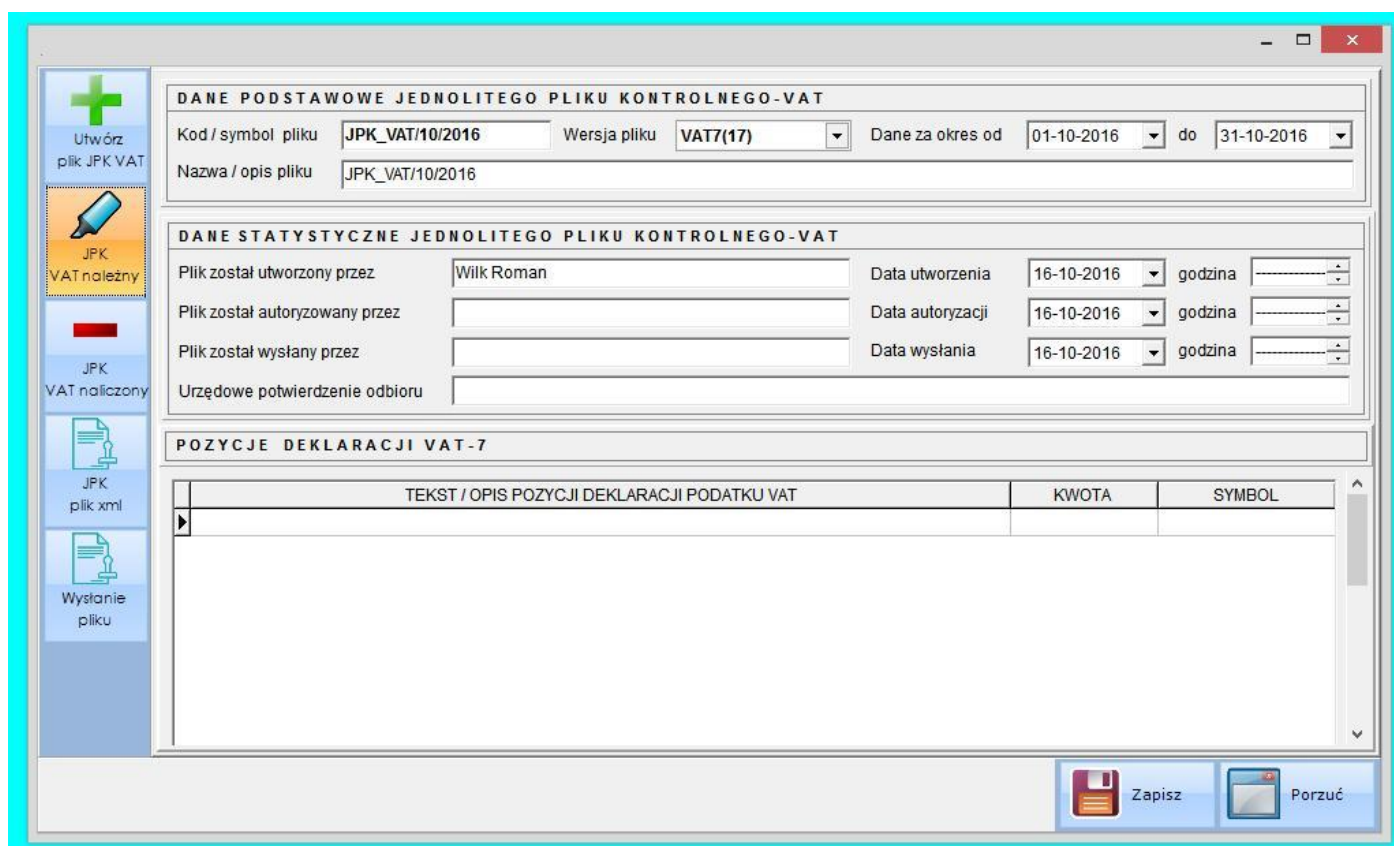 DANE PODSTAWOWE JEDNOLITEGO PLIKU KONTROLNEGO-VAT
Kod / symbol pliku JPK_VAT/10/2016 Wersja pliku VAT7(17) Dane za okres od 01-10-2016 do 31-10-2016
Nazwa / opis pliku JPK_VAT/10/2016
DANE STATYSTYCZNE JEDNOLITEGO PLIKU KONTROLNEGO-VAT
Plik został utworzony przez Wilk Roman Data utworzenia 16-10-2016 godzina -------------
Plik został autoryzowany przez Data autoryzacji 16-10-2016 godzina -------------
Plik został wysłany przez Data wysłania 16-10-2016 godzina -------------
Urzędowe potwierdzenie odbioru
POZYCJE DEKLARACJI VAT-7
TEKST / OPIS POZYCJI DEKLARACJI PODATKU VAT KWOTA SYMBOL
Utwórz
plik JPK VAT
JPK
VAT należny
JPK
VAT naliczony
JPK
plik xml
Wysłanie
pliku
Zapisz
Porzuć